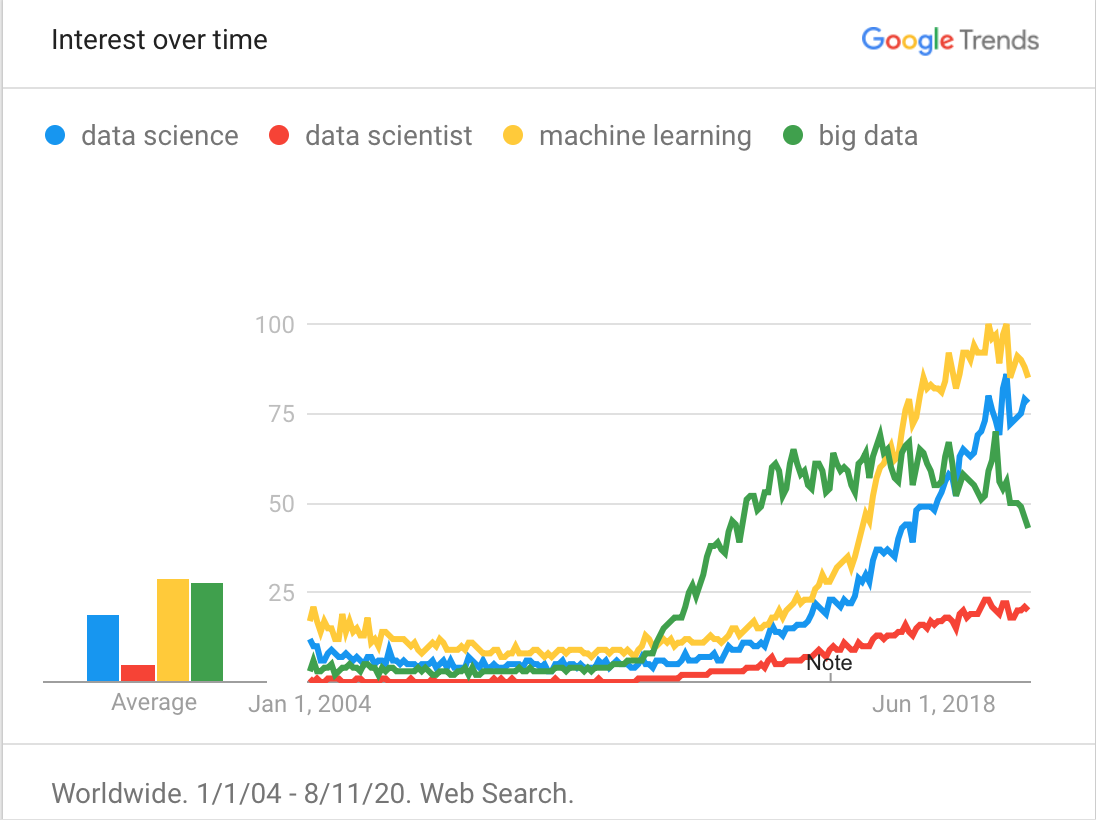 Interest over time
Google Trends
data science data scientist machine learning big data
100
75
50
25
Note
Average
Jan 1, 2004
Jun 1, 2018
Worldwide. 1/1/04 - 8/11/20. Web Search.